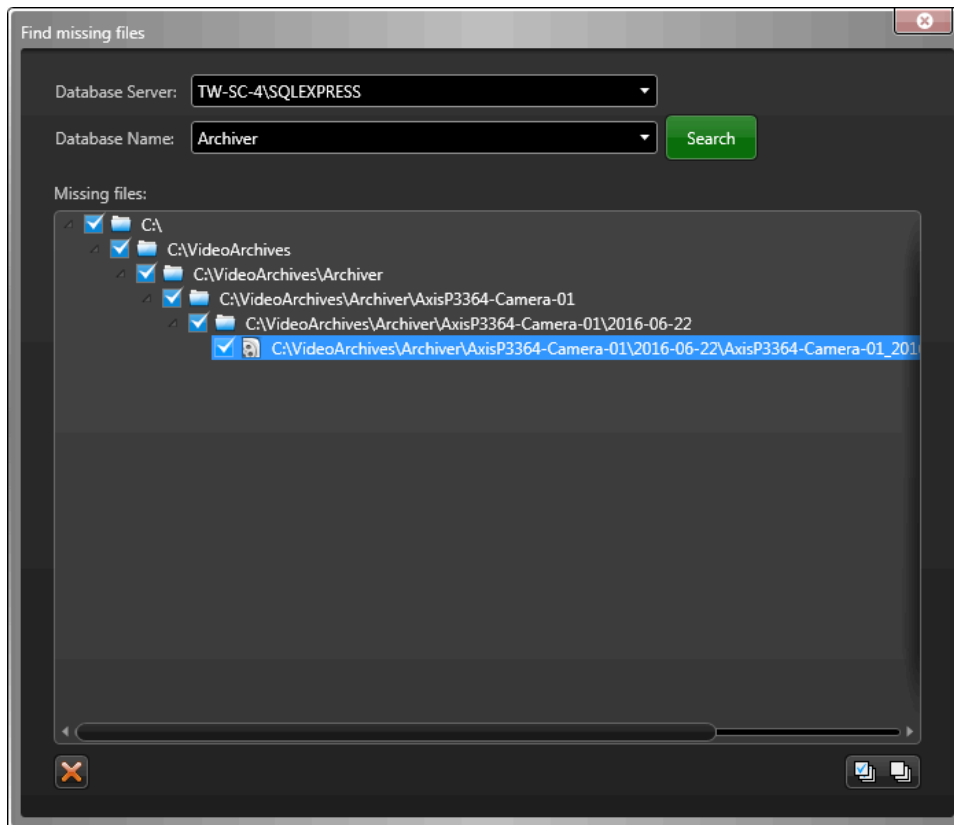 Find missing files
Database Server: TW-SC-4\SQLEXPRESS
Database Name: Archiver Search
Missing files:
C:\
C:\VideoArchives
C:\VideoArchives\Archiver
C:\VideoArchives\Archiver\AxisP3364-Camera-01
C:\VideoArchives\Archiver\AxisP3364-Camera-01\2016-06-22
C:\VideoArchives\Archiver\AxisP3364-Camera-01\2016-06-22\AxisP3364-Camera-01_201